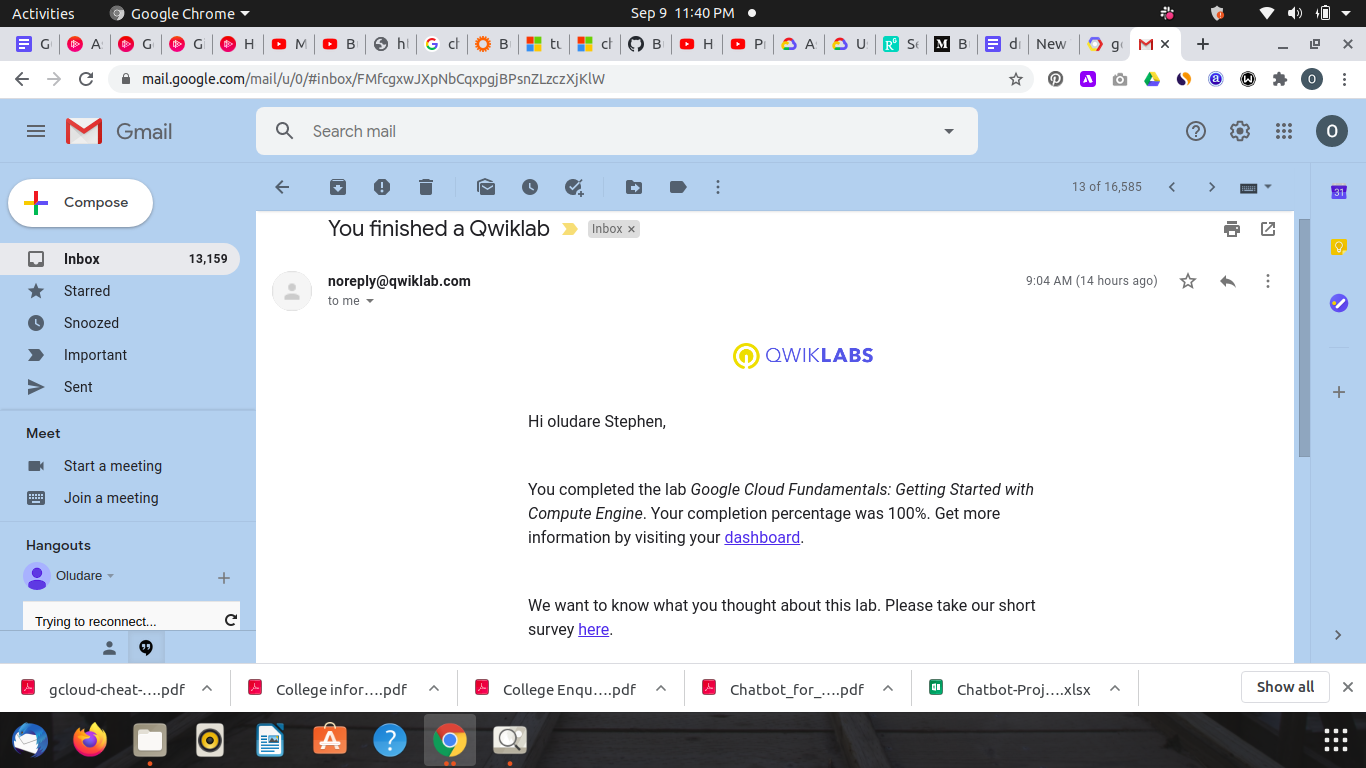 Activities Google Chrome Sep 9 11:40 PM
G A G G G H M B h ch B tu ch B H P A U Se B d New g M
mail.google.com/mail/u/0/#inbox/FMfcgxwJXpNbCqxpgjBPsnZLzczXjKlW O
Gmail Search mail O
Compose 13 of 16,585
31
You finished a Qwiklab Inbox ×
Inbox 13,159
noreply@qwiklab.com 9:04 AM (14 hours ago)
to me
Starred
Snoozed
Important
Sent
QWIKLABS
Hi oludare Stephen,
Meet
Start a meeting
Join a meeting
You completed the lab Google Cloud Fundamentals: Getting Started with
Compute Engine. Your completion percentage was 100%. Get more
information by visiting your dashboard.
Hangouts
Oludare
Trying to reconnect...
We want to know what you thought about this lab. Please take our short
survey here.
gcloud-cheat-....pdf College infor....pdf College Enqu....pdf Chatbot_for_....pdf Chatbot-Proj....xlsx Show all